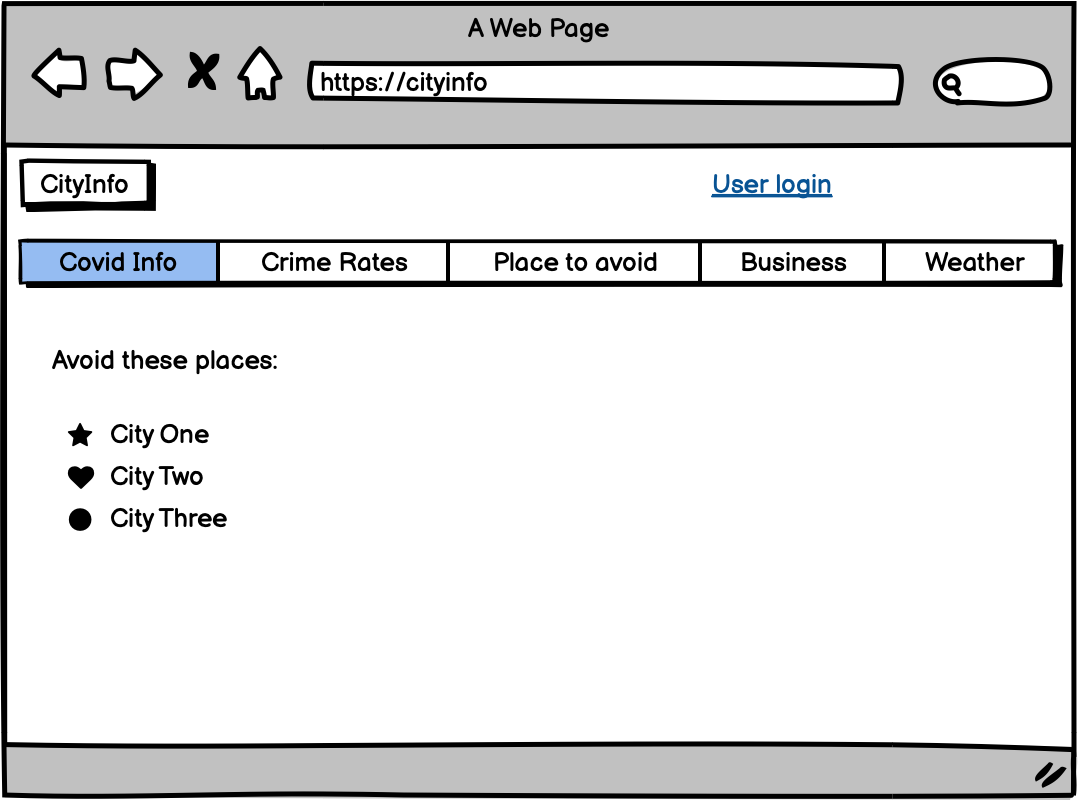 A Web Page
https://cityinfo
CityInfo
User login
Covid Info Crime Rates Place to avoid Business Weather
Avoid these places:
City One
City Two
City Three